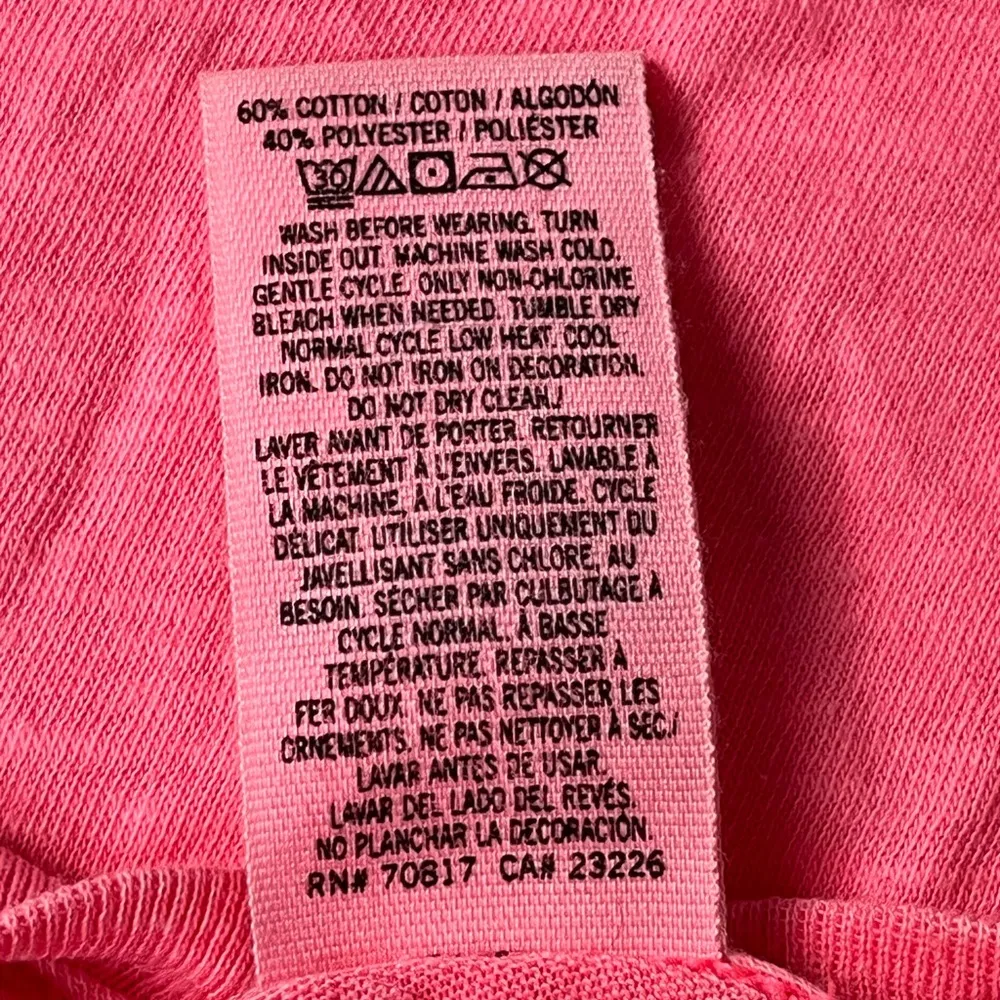 60% COTTON / COTON / ALGODÓN
40% POLYESTER / POLIÉSTER
30
WASH BEFORE WEARING. TURN
INSIDE OUT. MACHINE WASH COLD.
GENTLE CYCLE. ONLY NON-CHLORINE
BLEACH WHEN NEEDED. TUMBLE DRY
NORMAL CYCLE LOW HEAT. COOL
IRON. DO NOT IRON ON DECORATION.
DO NOT DRY CLEAN./
LAVER AVANT DE PORTER. RETOURNER
LE VÊTEMENT À L'ENVERS. LAVABLE À
LA MACHINE, À L'EAU FROIDE. CYCLE
DÉLICAT. UTILISER UNIQUEMENT DU
JAVELLISANT SANS CHLORE, AU
BESOIN. SÉCHER PAR CULBUTAGE À
CYCLE NORMAL, À BASSE
TEMPÉRATURE. REPASSER À
FER DOUX. NE PAS REPASSER LES
ORNEMENTS. NE PAS NETTOYER À SEC./
LAVAR ANTES DE USAR.
LAVAR DEL LADO DEL REVÉS.
NO PLANCHAR LA DECORACIÓN.
RN# 70817 CA# 23226